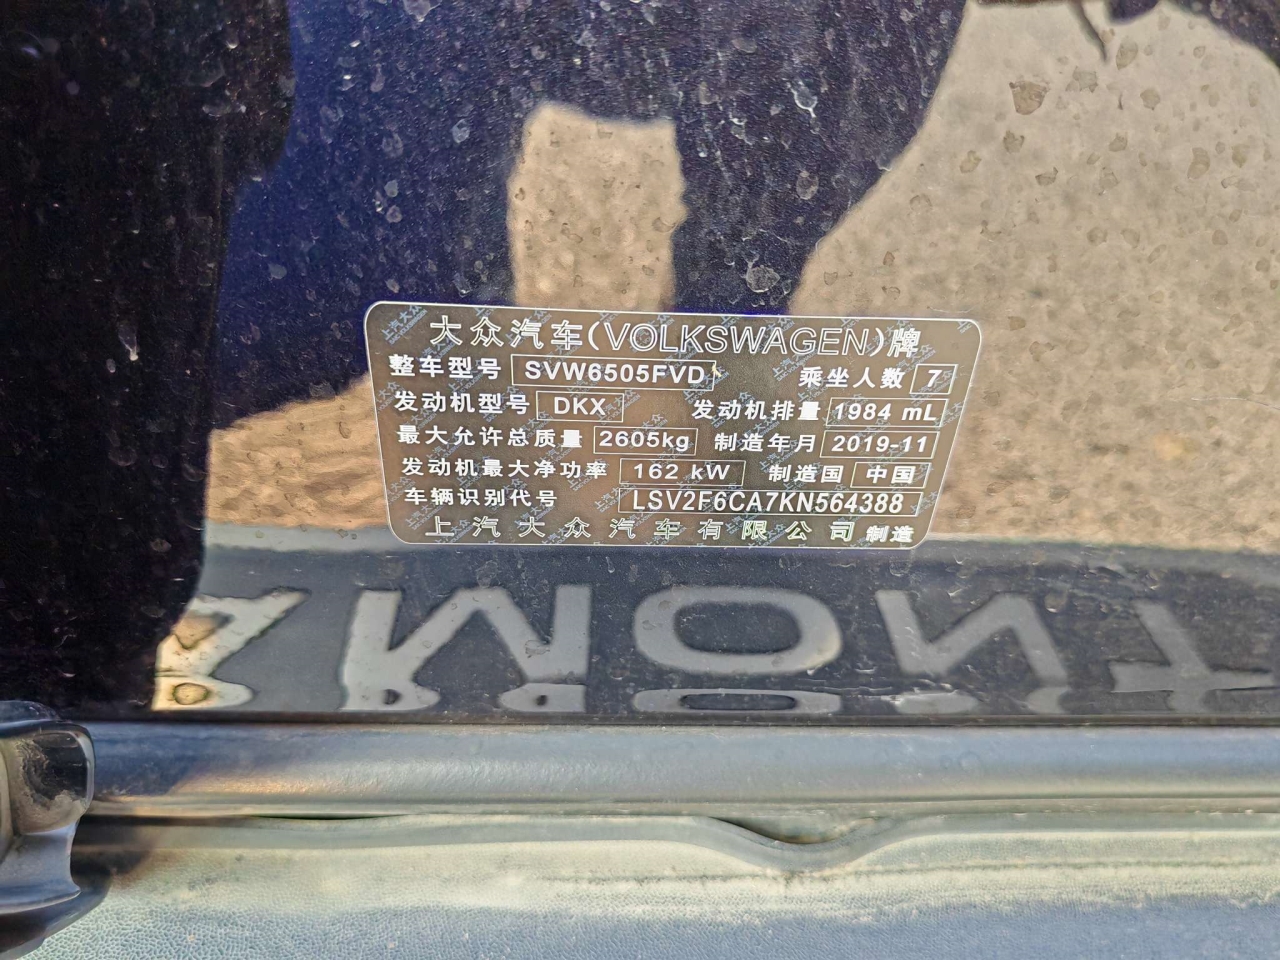 大众汽车(VOLKSWAGEN)牌
整车型号 SVW6505FVD 乘坐人数 7
发动机型号 DKX 发动机排量 1984 mL
最大允许总质量 2605kg 制造年月 2019-11
发动机最大净功率 162 kW 制造国 中国
车辆识别代号 LSV2F6CA7KN564388
上汽大众汽车有限公司 制造